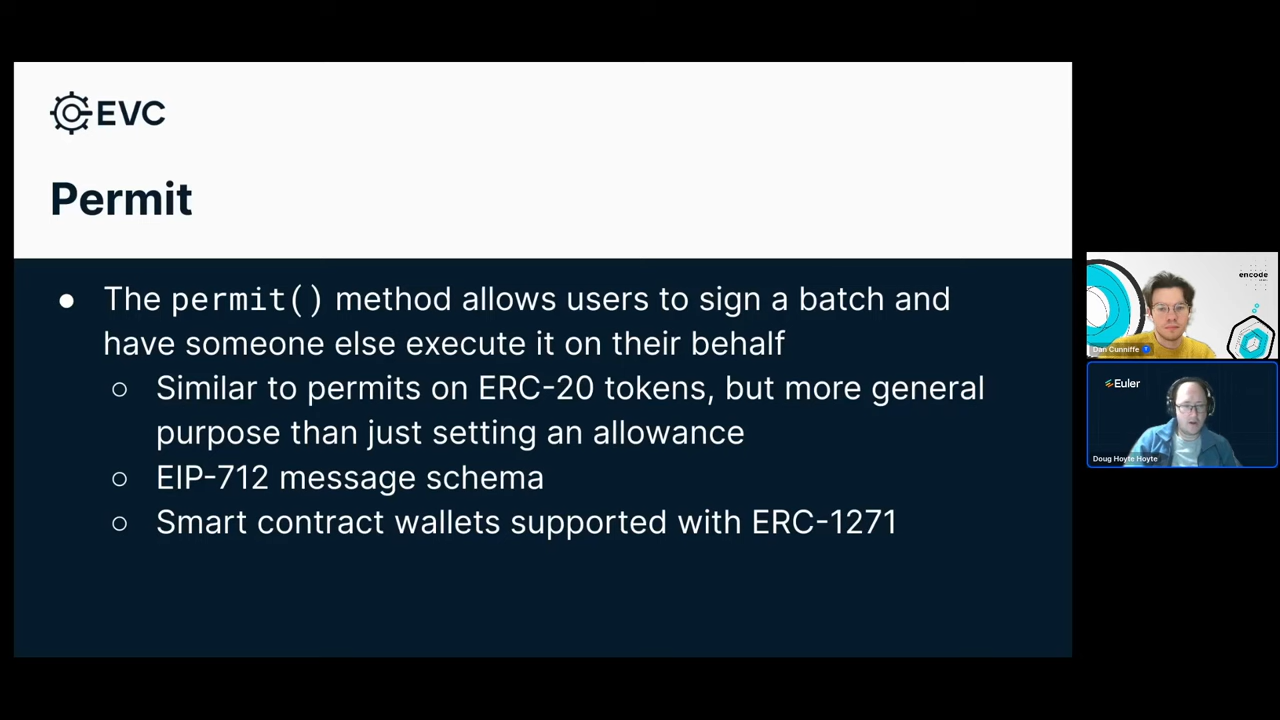 EVC
Permit
● The permit() method allows users to sign a batch and
have someone else execute it on their behalf
○ Similar to permits on ERC-20 tokens, but more general
purpose than just setting an allowance
○ EIP-712 message schema
○ Smart contract wallets supported with ERC-1271
encode
Dan Cunniffe
Euler
Doug Hoyte Hoyte